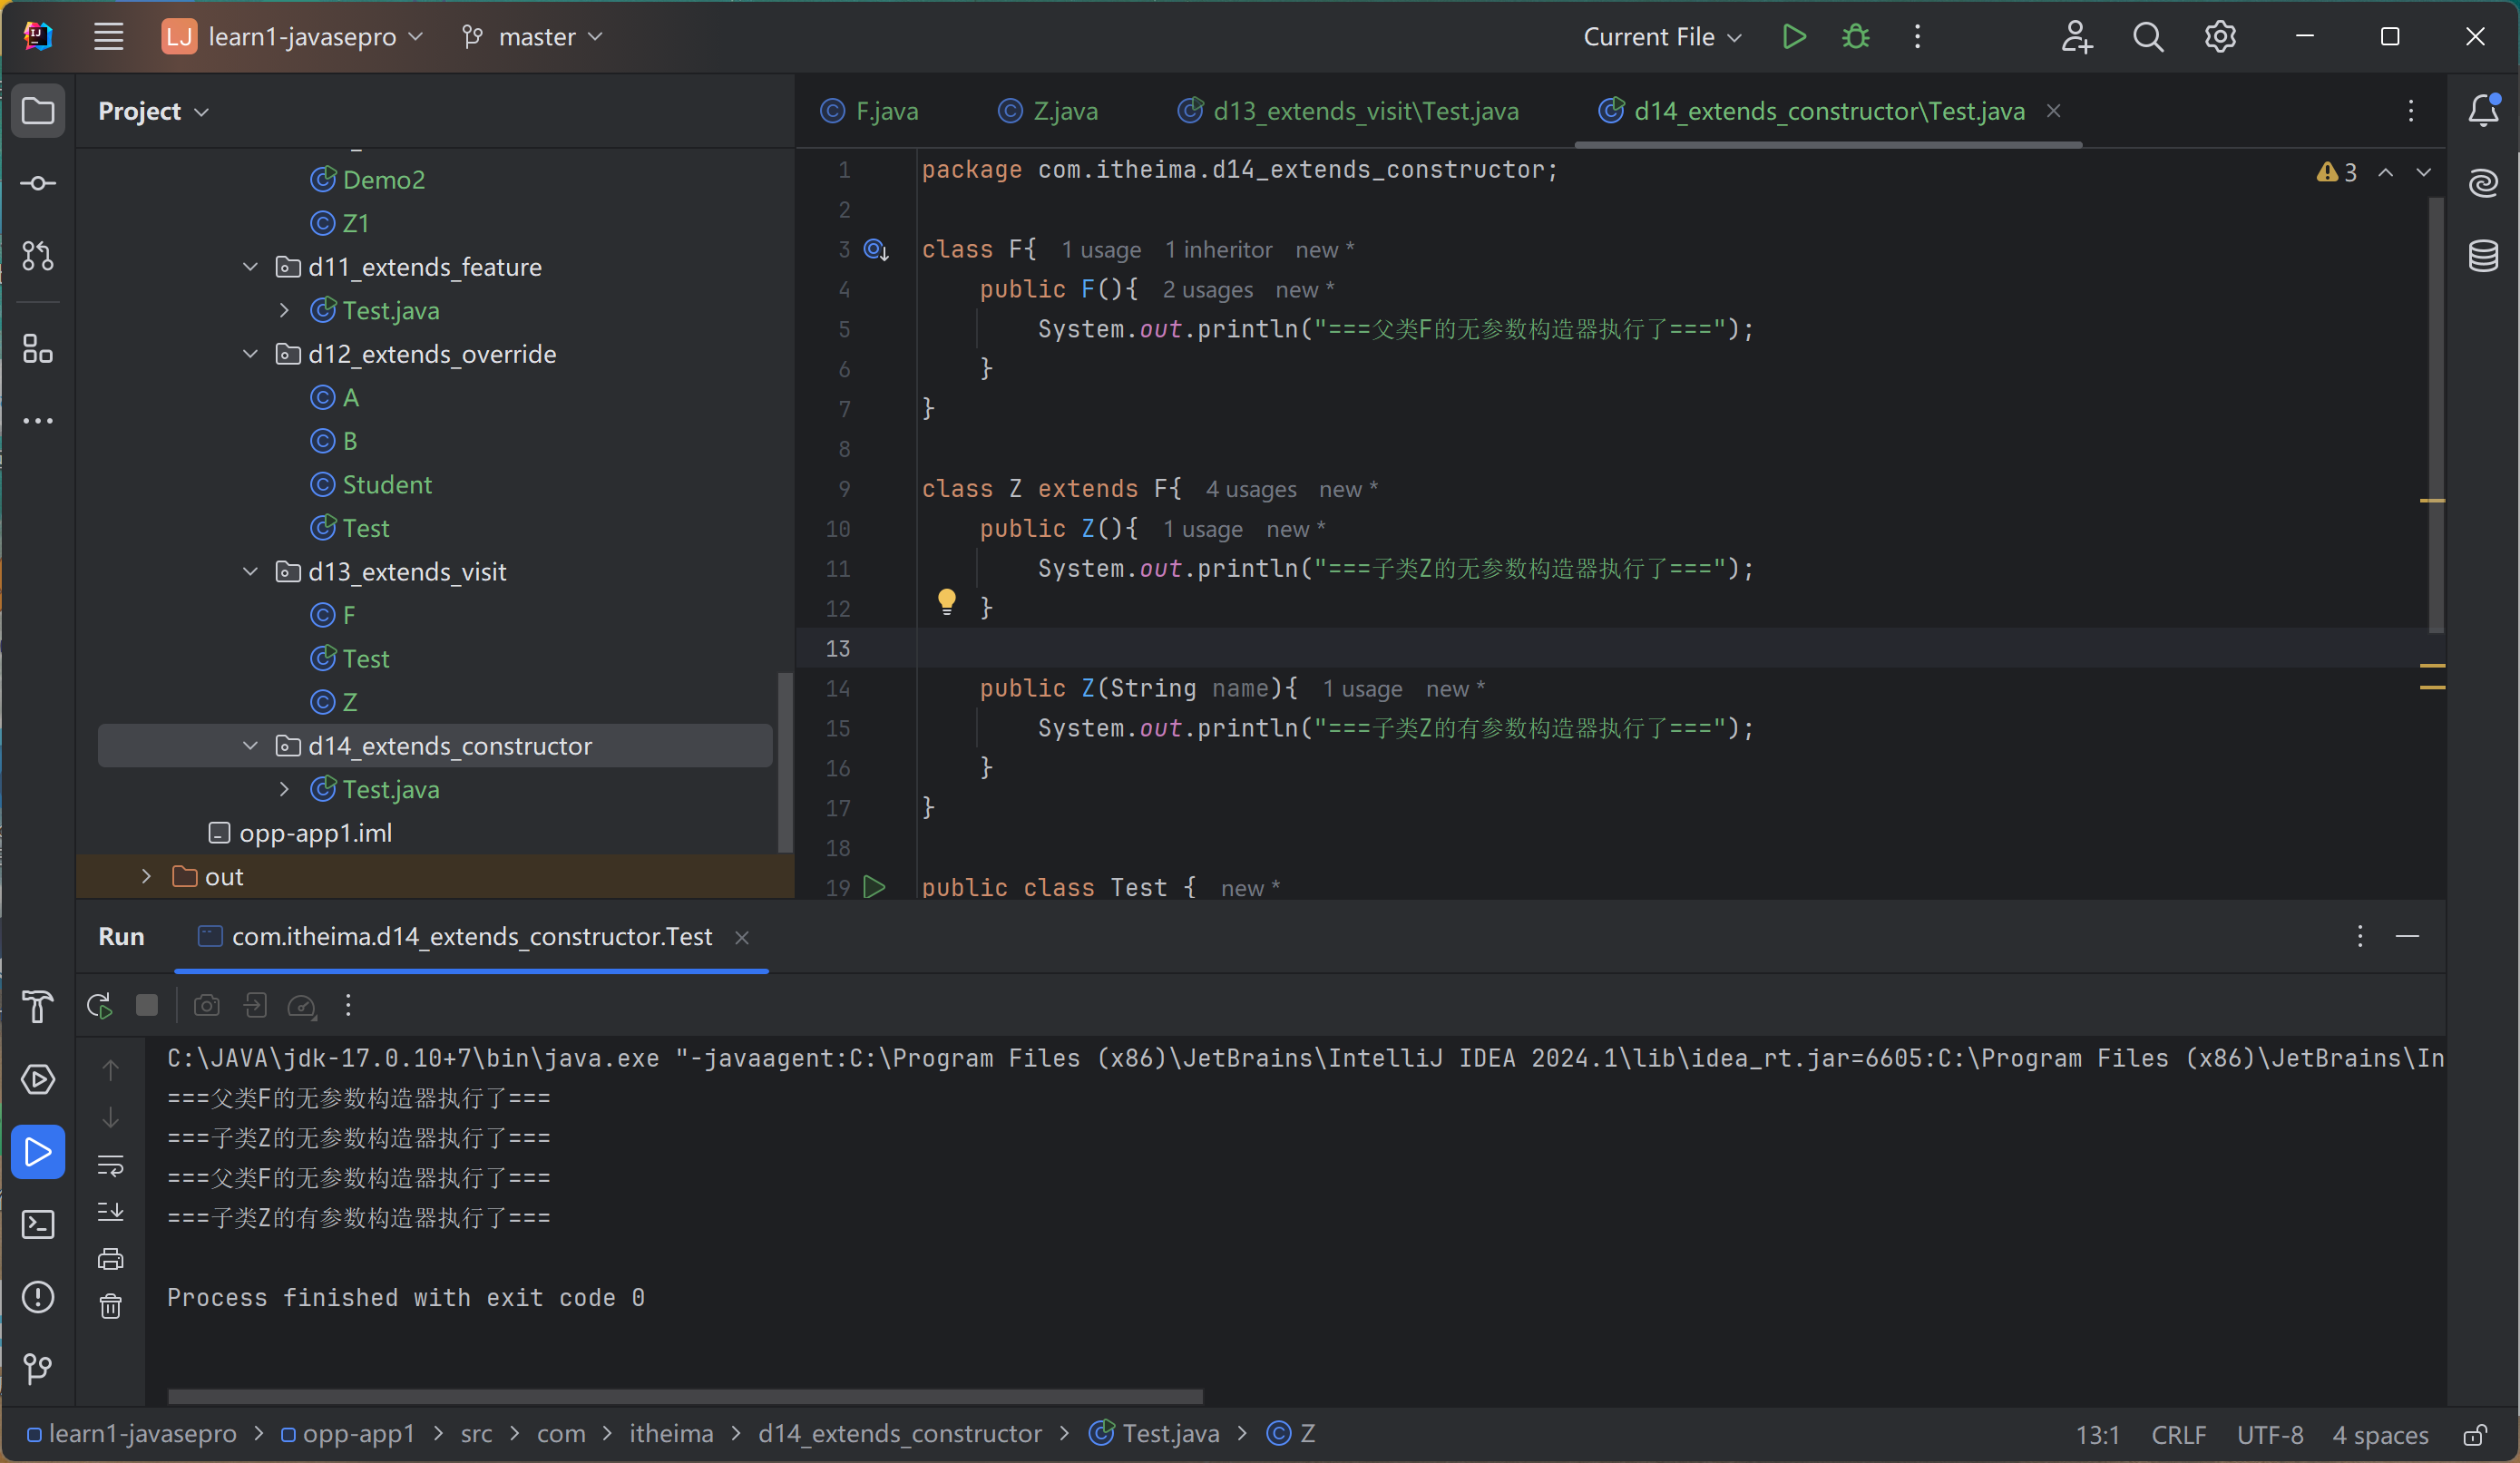 LJ learn1-javasepro master Current File
Project
Demo2
Z1
d11_extends_feature
Test.java
d12_extends_override
A
B
Student
Test
d13_extends_visit
F
Test
Z
d14_extends_constructor
Test.java
opp-app1.iml
out
F.java Z.java d13_extends_visit\Test.java d14_extends_constructor\Test.java
3
1 package com.itheima.d14_extends_constructor;
2
3 class F{ 1 usage 1 inheritor new *
4 public F(){ 2 usages new *
5 System.out.println("===父类F的无参数构造器执行了===");
6 }
7 }
8
9 class Z extends F{ 4 usages new *
10 public Z(){ 1 usage new *
11 System.out.println("===子类Z的无参数构造器执行了===");
12 }
13
14 public Z(String name){ 1 usage new *
15 System.out.println("===子类Z的有参数构造器执行了===");
16 }
17 }
18
19 public class Test { new *
Run com.itheima.d14_extends_constructor.Test
C:\JAVA\jdk-17.0.10+7\bin\java.exe "-javaagent:C:\Program Files (x86)\JetBrains\IntelliJ IDEA 2024.1\lib\idea_rt.jar=6605:C:\Program Files (x86)\JetBrains\In
===父类F的无参数构造器执行了===
===子类Z的无参数构造器执行了===
===父类F的无参数构造器执行了===
===子类Z的有参数构造器执行了===
Process finished with exit code 0
learn1-javasepro > opp-app1 > src > com > itheima > d14_extends_constructor > Test.java > Z 13:1 CRLF UTF-8 4 spaces